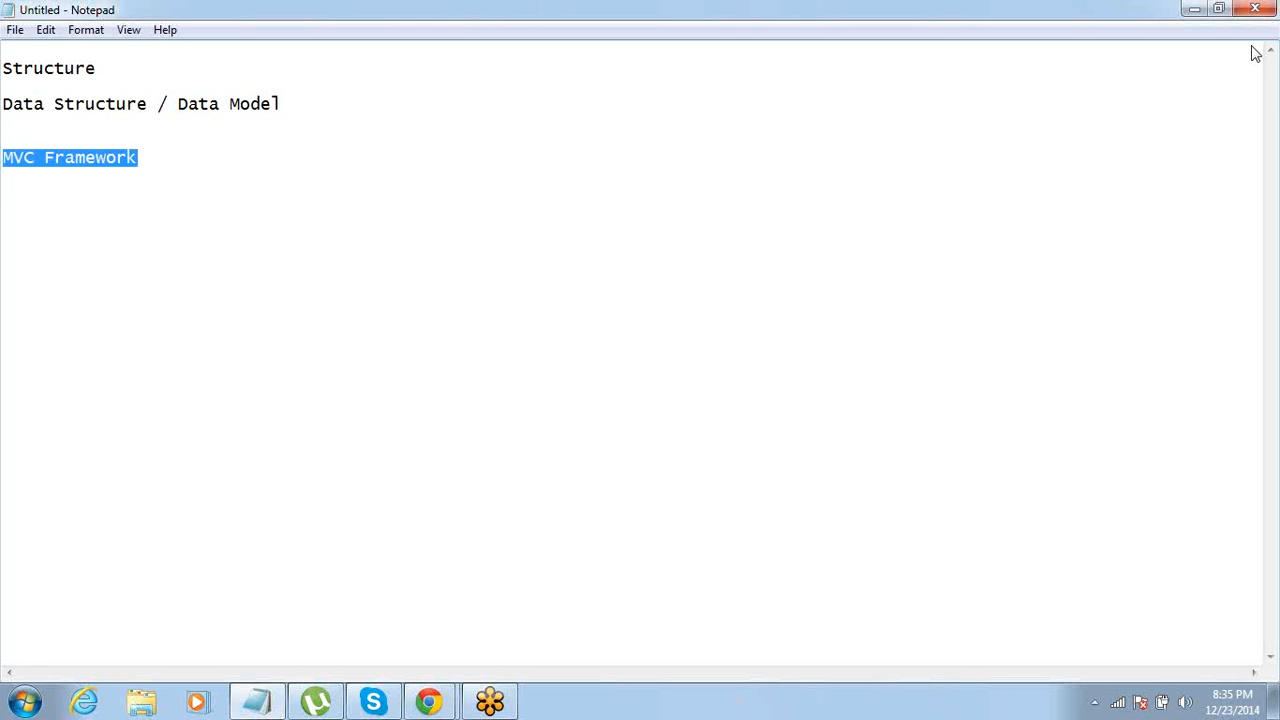 Untitled - Notepad
File Edit Format View Help
Structure
Data Structure / Data Model
MVC Framework
8:35 PM
12/23/2014